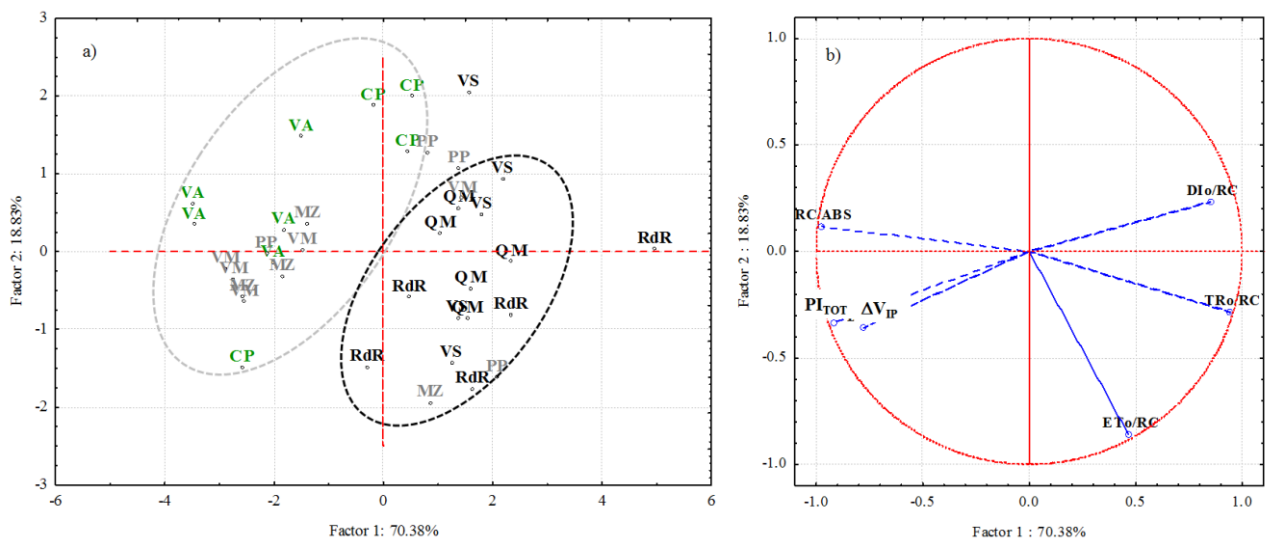 a)
3
2
1
0
-1
-2
-3
Factor 2: 18.83%
VS
CP
CP
VA
CP
PP
PP
VS
VM
QM
VS
VA
VA
VA
MZ
QM
PP
VM
VA
VM
VM
MZ
MZ
VM
QM
RdR
QM
RdR
RdR
VS
QM
CP
RdR
VS
PP
RdR
MZ
-4
-2
0
2
4
6
Factor 1: 70.38%
b)
1.0
0.5
0.0
-0.5
-1.0
Factor 2 : 18.83%
DIo/RC
RC/ABS
TRo/RC
PI_TOT ΔV_IP
ETo/RC
-1.0
-0.5
0.0
0.5
1.0
Factor 1 : 70.38%